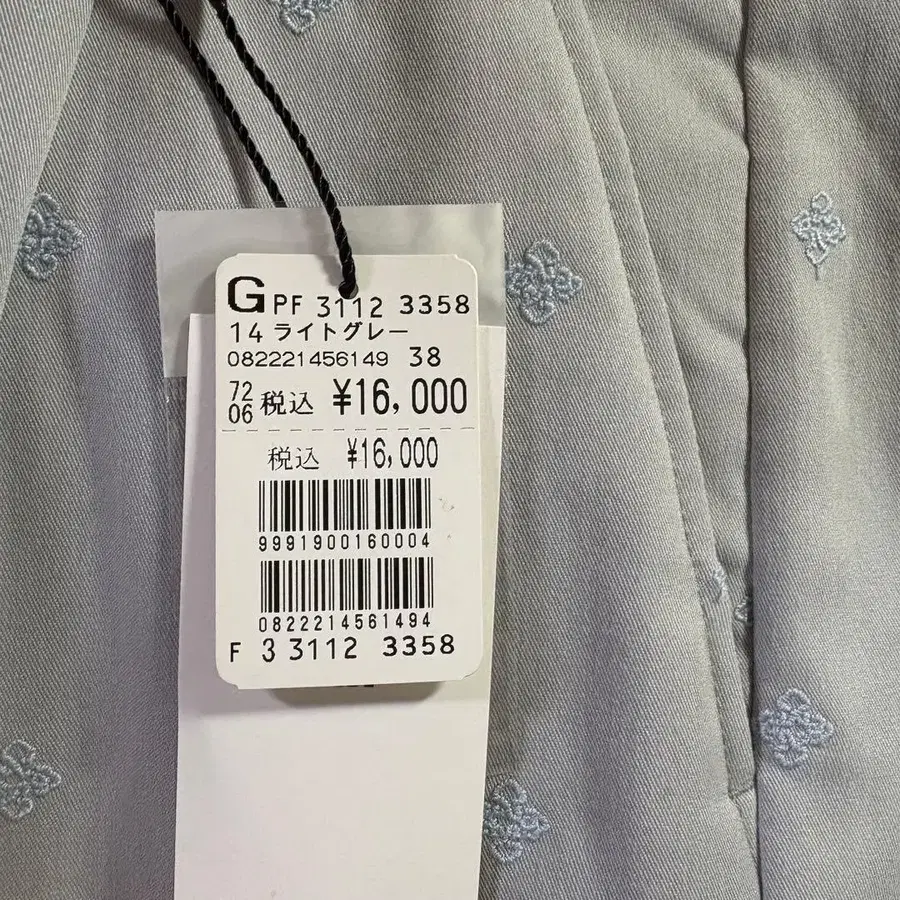 G PF 3112 3358
14 ライトグレー
082221456149 38
72
06 税込 ¥16,000
税込 ¥16,000
9991900160004
0822214561494
F 3 3112 3358